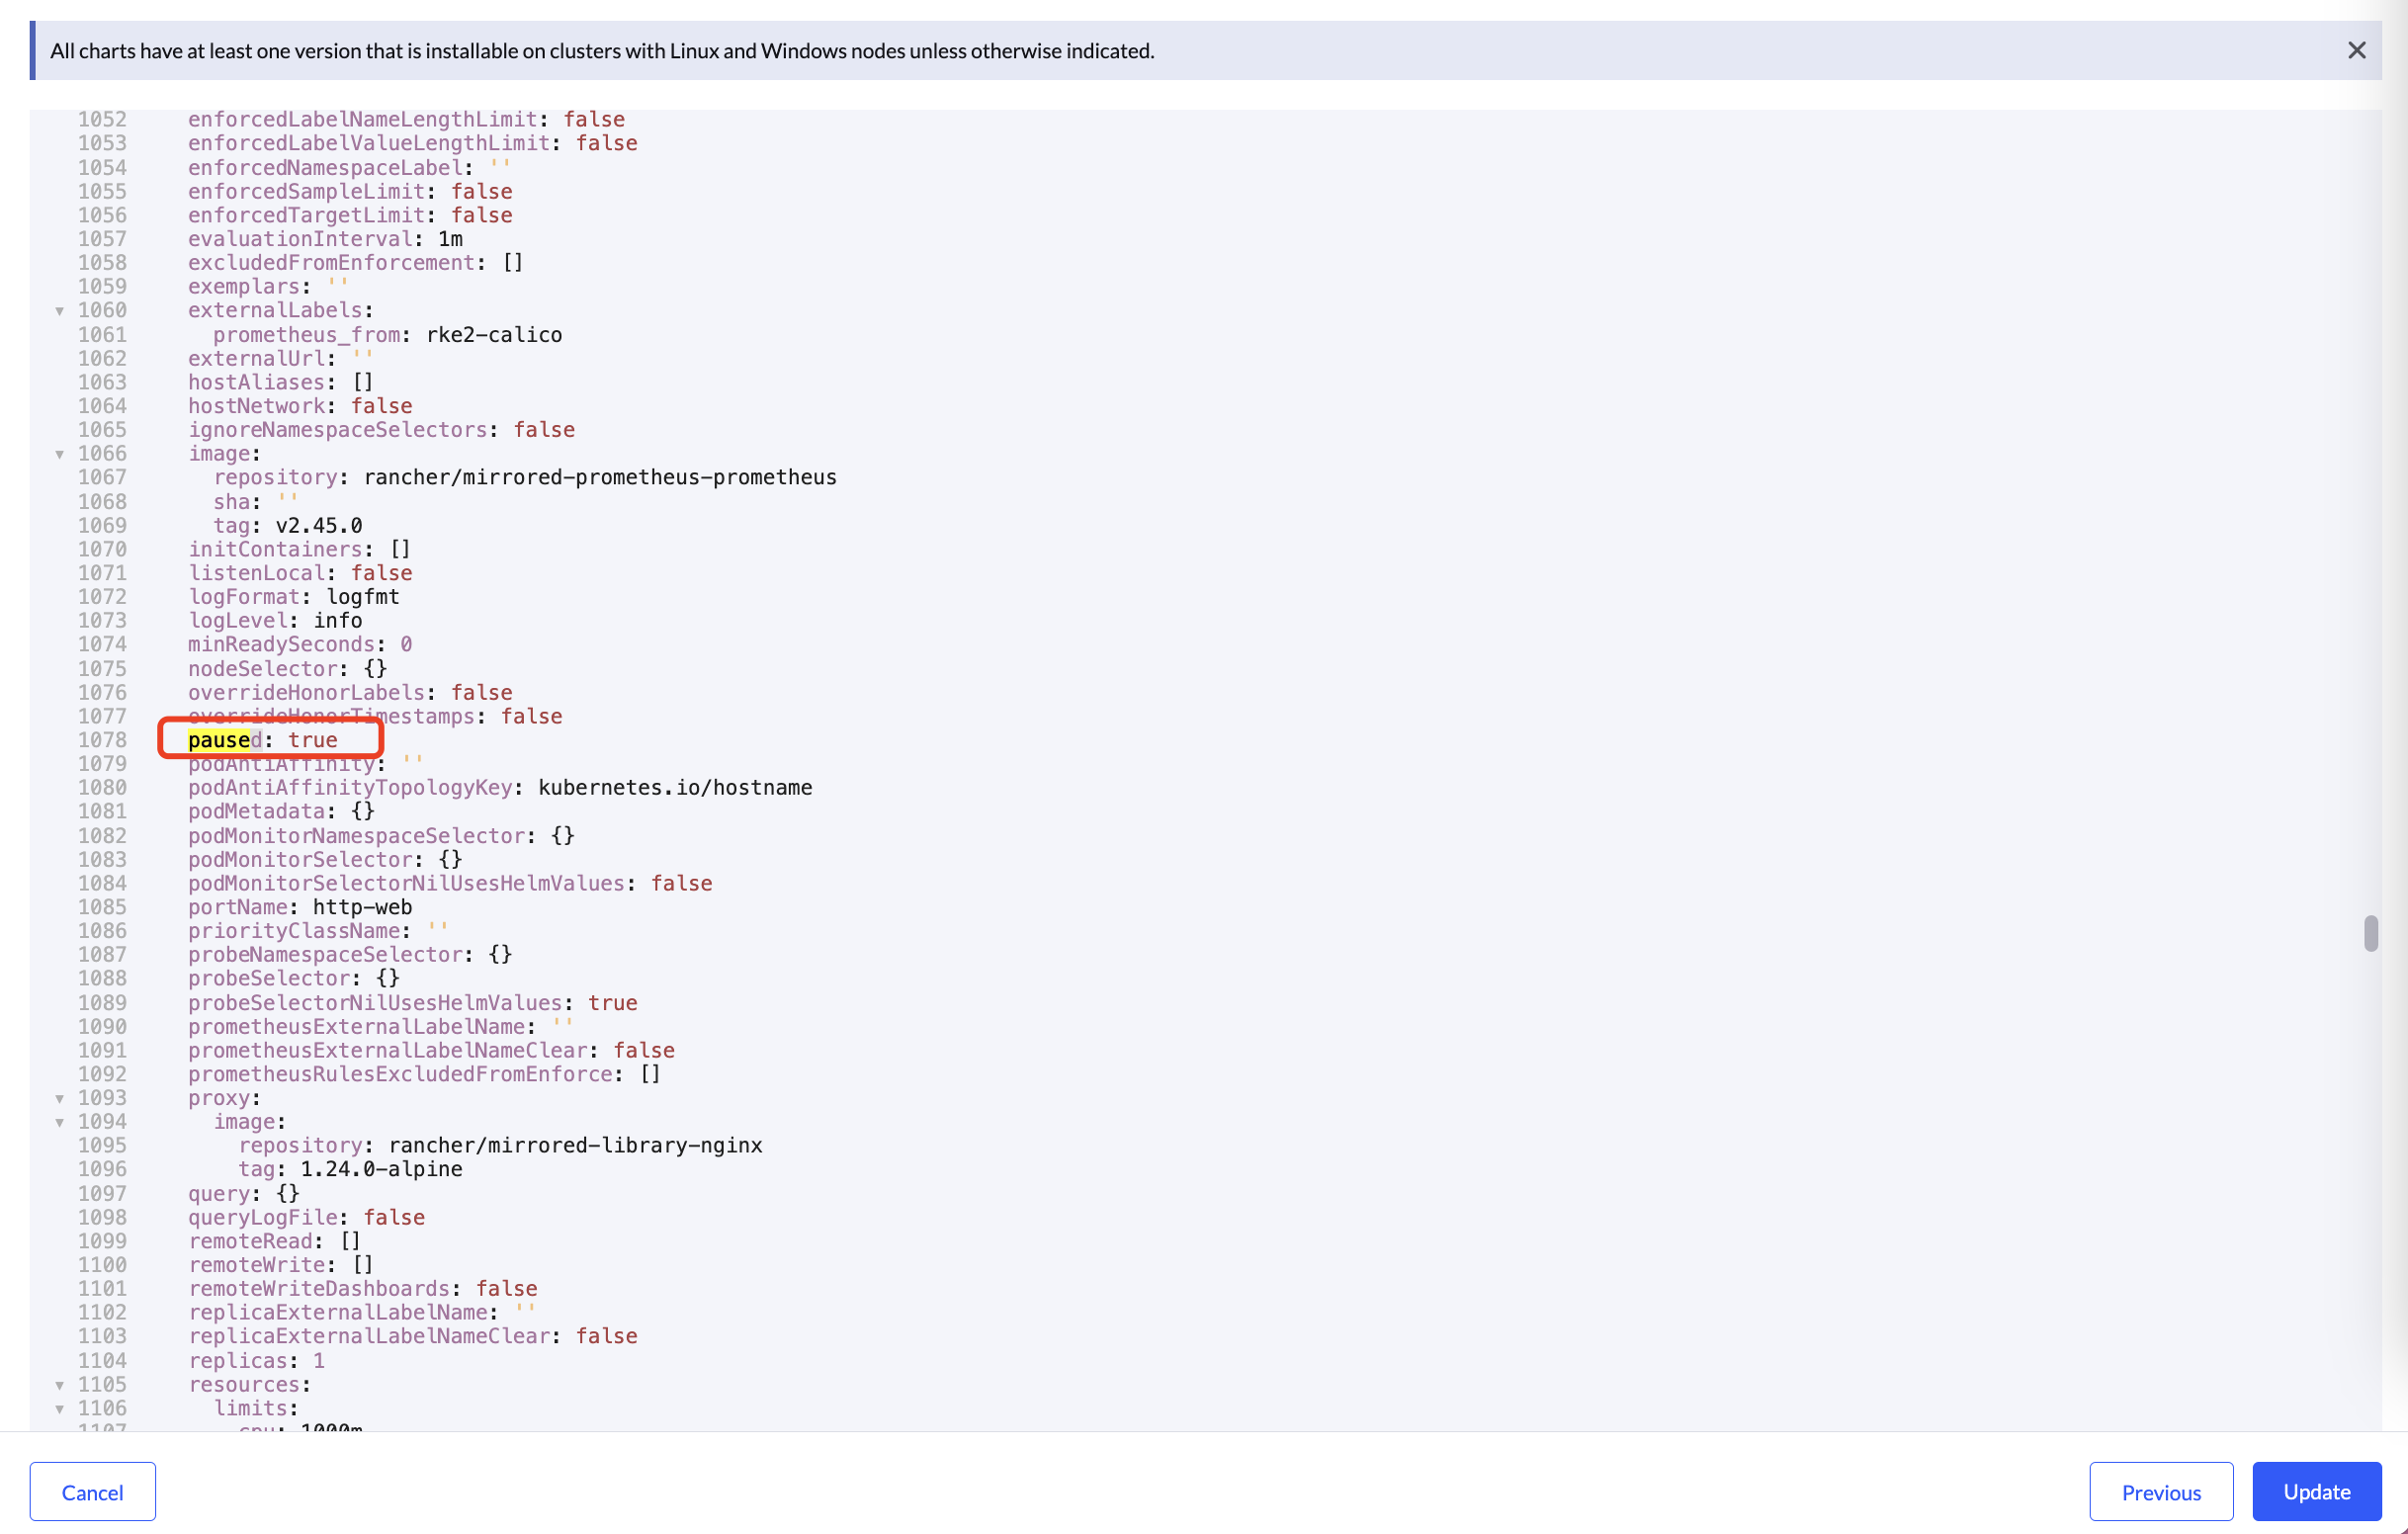 All charts have at least one version that is installable on clusters with Linux and Windows nodes unless otherwise indicated.
1052 enforcedLabelNameLengthLimit: false
1053 enforcedLabelValueLengthLimit: false
1054 enforcedNamespaceLabel: ''
1055 enforcedSampleLimit: false
1056 enforcedTargetLimit: false
1057 evaluationInterval: 1m
1058 excludedFromEnforcement: []
1059 exemplars: ''
1060 externalLabels:
1061 prometheus_from: rke2-calico
1062 externalUrl: ''
1063 hostAliases: []
1064 hostNetwork: false
1065 ignoreNamespaceSelectors: false
1066 image:
1067 repository: rancher/mirrored-prometheus-prometheus
1068 sha: ''
1069 tag: v2.45.0
1070 initContainers: []
1071 listenLocal: false
1072 logFormat: logfmt
1073 logLevel: info
1074 minReadySeconds: 0
1075 nodeSelector: {}
1076 overrideHonorLabels: false
1077 overrideHonorTimestamps: false
1078 paused: true
1079 podAntiAffinity: ''
1080 podAntiAffinityTopologyKey: kubernetes.io/hostname
1081 podMetadata: {}
1082 podMonitorNamespaceSelector: {}
1083 podMonitorSelector: {}
1084 podMonitorSelectorNilUsesHelmValues: false
1085 portName: http-web
1086 priorityClassName: ''
1087 probeNamespaceSelector: {}
1088 probeSelector: {}
1089 probeSelectorNilUsesHelmValues: true
1090 prometheusExternalLabelName: ''
1091 prometheusExternalLabelNameClear: false
1092 prometheusRulesExcludedFromEnforce: []
1093 proxy:
1094 image:
1095 repository: rancher/mirrored-library-nginx
1096 tag: 1.24.0-alpine
1097 query: {}
1098 queryLogFile: false
1099 remoteRead: []
1100 remoteWrite: []
1101 remoteWriteDashboards: false
1102 replicaExternalLabelName: ''
1103 replicaExternalLabelNameClear: false
1104 replicas: 1
1105 resources:
1106 limits:
1107 cpu: 1000m
Cancel
Previous
Update